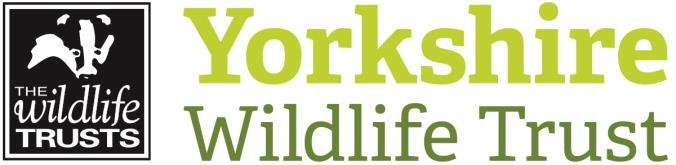 THE
wildlife
TRUSTS
Yorkshire
Wildlife Trust